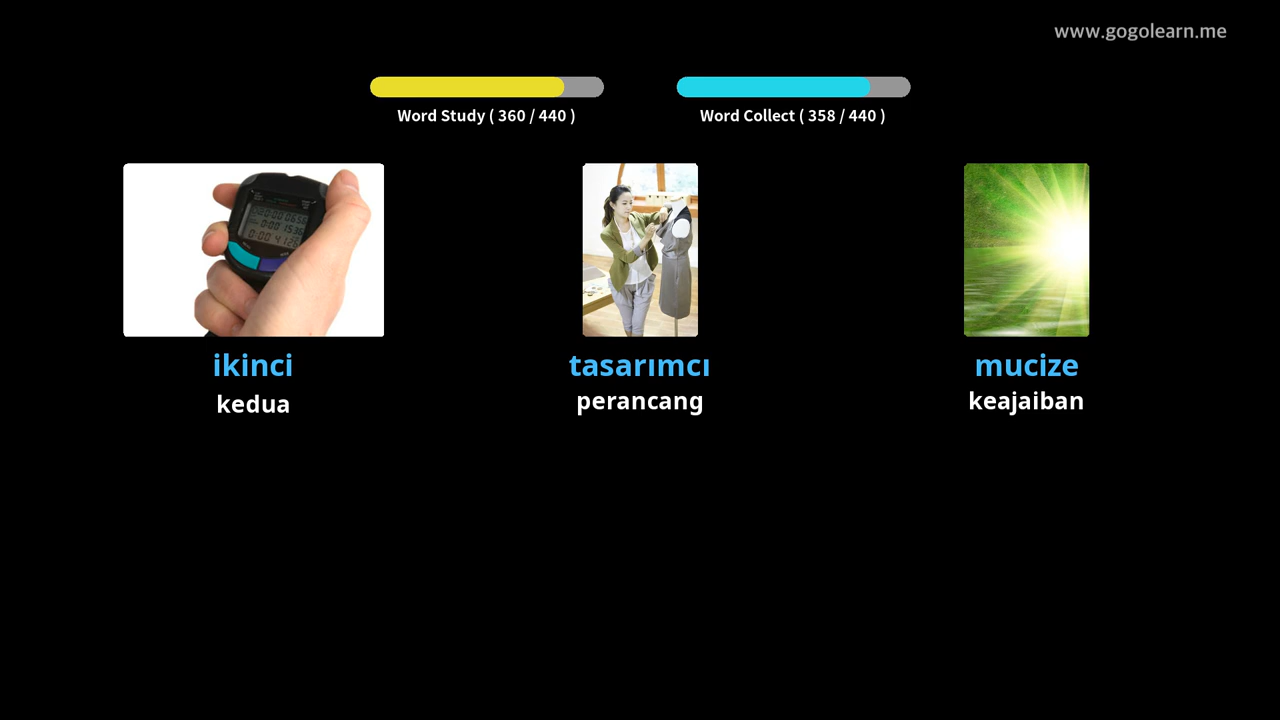 www.gogolearn.me
Word Study ( 360 / 440 )
Word Collect ( 358 / 440 )
ikinci
kedua
tasarımcı
perancang
mucize
keajaiban